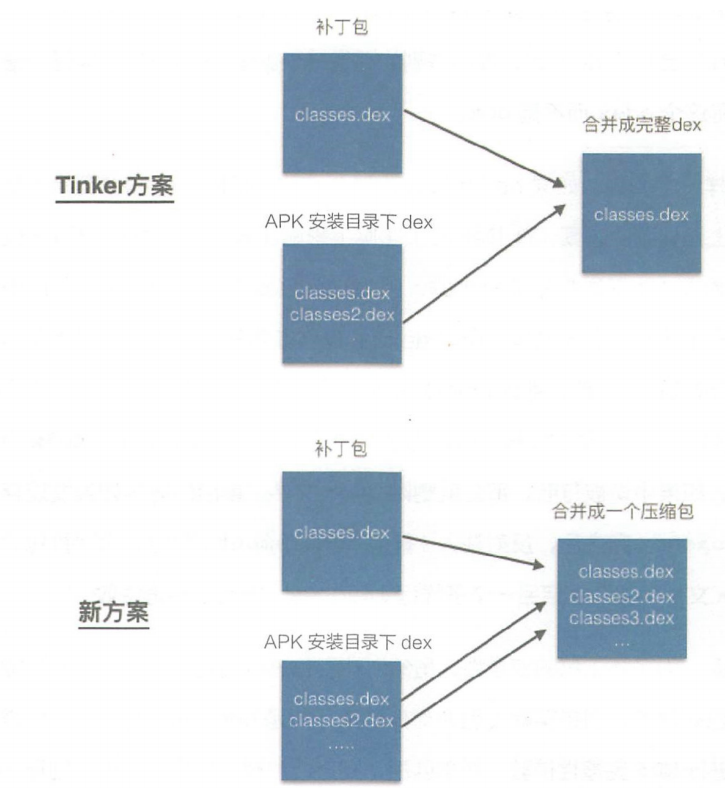 补丁包
classes.dex
合并成完整dex
Tinker方案
classes.dex
APK 安装目录下 dex
classes.dex
classes2.dex
补丁包
classes.dex
合并成一个压缩包
classes.dex
classes2.dex
classes3.dex
...
新方案
APK 安装目录下 dex
classes.dex
classes2.dex
.....